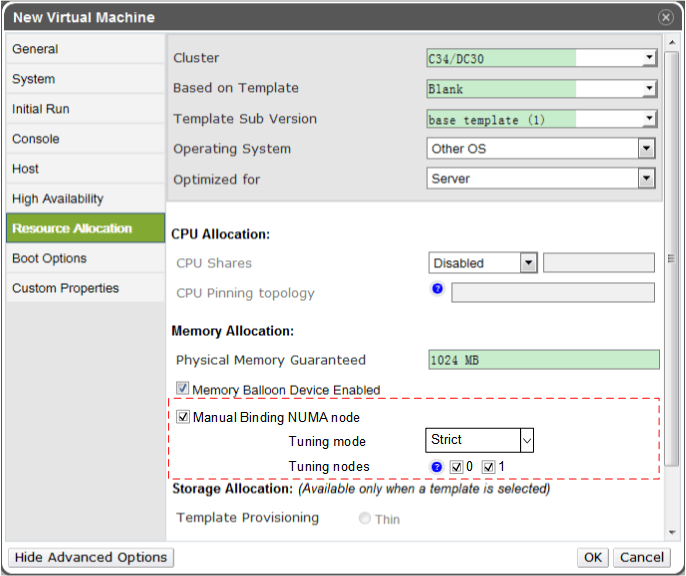 New Virtual Machine
General
System
Initial Run
Console
Host
High Availability
Resource Allocation
Boot Options
Custom Properties
Cluster C34/DC30
Based on Template Blank
Template Sub Version base template (1)
Operating System Other OS
Optimized for Server
CPU Allocation:
CPU Shares Disabled
CPU Pinning topology ?
Memory Allocation:
Physical Memory Guaranteed 1024 MB
Memory Balloon Device Enabled
Manual Binding NUMA node
Tuning mode Strict
Tuning nodes ? 0 1
Storage Allocation: (Available only when a template is selected)
Template Provisioning Thin
Hide Advanced Options OK Cancel